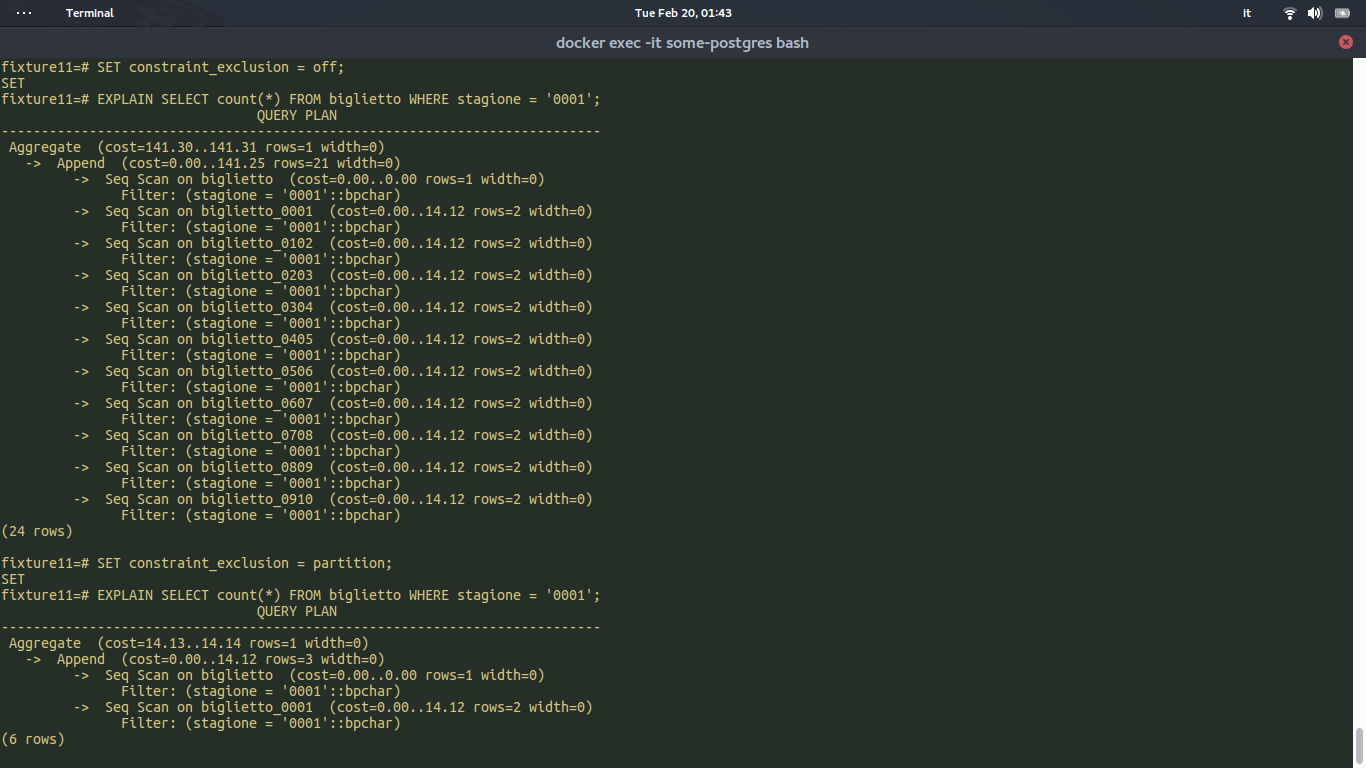 ··· Terminal Tue Feb 20, 01:43 it
docker exec -it some-postgres bash
fixture11=# SET constraint_exclusion = off;
SET
fixture11=# EXPLAIN SELECT count(*) FROM biglietto WHERE stagione = '0001';
                                QUERY PLAN
---------------------------------------------------------------------------
 Aggregate  (cost=141.30..141.31 rows=1 width=0)
   ->  Append  (cost=0.00..141.25 rows=21 width=0)
         ->  Seq Scan on biglietto  (cost=0.00..0.00 rows=1 width=0)
               Filter: (stagione = '0001'::bpchar)
         ->  Seq Scan on biglietto_0001  (cost=0.00..14.12 rows=2 width=0)
               Filter: (stagione = '0001'::bpchar)
         ->  Seq Scan on biglietto_0102  (cost=0.00..14.12 rows=2 width=0)
               Filter: (stagione = '0001'::bpchar)
         ->  Seq Scan on biglietto_0203  (cost=0.00..14.12 rows=2 width=0)
               Filter: (stagione = '0001'::bpchar)
         ->  Seq Scan on biglietto_0304  (cost=0.00..14.12 rows=2 width=0)
               Filter: (stagione = '0001'::bpchar)
         ->  Seq Scan on biglietto_0405  (cost=0.00..14.12 rows=2 width=0)
               Filter: (stagione = '0001'::bpchar)
         ->  Seq Scan on biglietto_0506  (cost=0.00..14.12 rows=2 width=0)
               Filter: (stagione = '0001'::bpchar)
         ->  Seq Scan on biglietto_0607  (cost=0.00..14.12 rows=2 width=0)
               Filter: (stagione = '0001'::bpchar)
         ->  Seq Scan on biglietto_0708  (cost=0.00..14.12 rows=2 width=0)
               Filter: (stagione = '0001'::bpchar)
         ->  Seq Scan on biglietto_0809  (cost=0.00..14.12 rows=2 width=0)
               Filter: (stagione = '0001'::bpchar)
         ->  Seq Scan on biglietto_0910  (cost=0.00..14.12 rows=2 width=0)
               Filter: (stagione = '0001'::bpchar)
(24 rows)

fixture11=# SET constraint_exclusion = partition;
SET
fixture11=# EXPLAIN SELECT count(*) FROM biglietto WHERE stagione = '0001';
                                QUERY PLAN
---------------------------------------------------------------------------
 Aggregate  (cost=14.13..14.14 rows=1 width=0)
   ->  Append  (cost=0.00..14.12 rows=3 width=0)
         ->  Seq Scan on biglietto  (cost=0.00..0.00 rows=1 width=0)
               Filter: (stagione = '0001'::bpchar)
         ->  Seq Scan on biglietto_0001  (cost=0.00..14.12 rows=2 width=0)
               Filter: (stagione = '0001'::bpchar)
(6 rows)